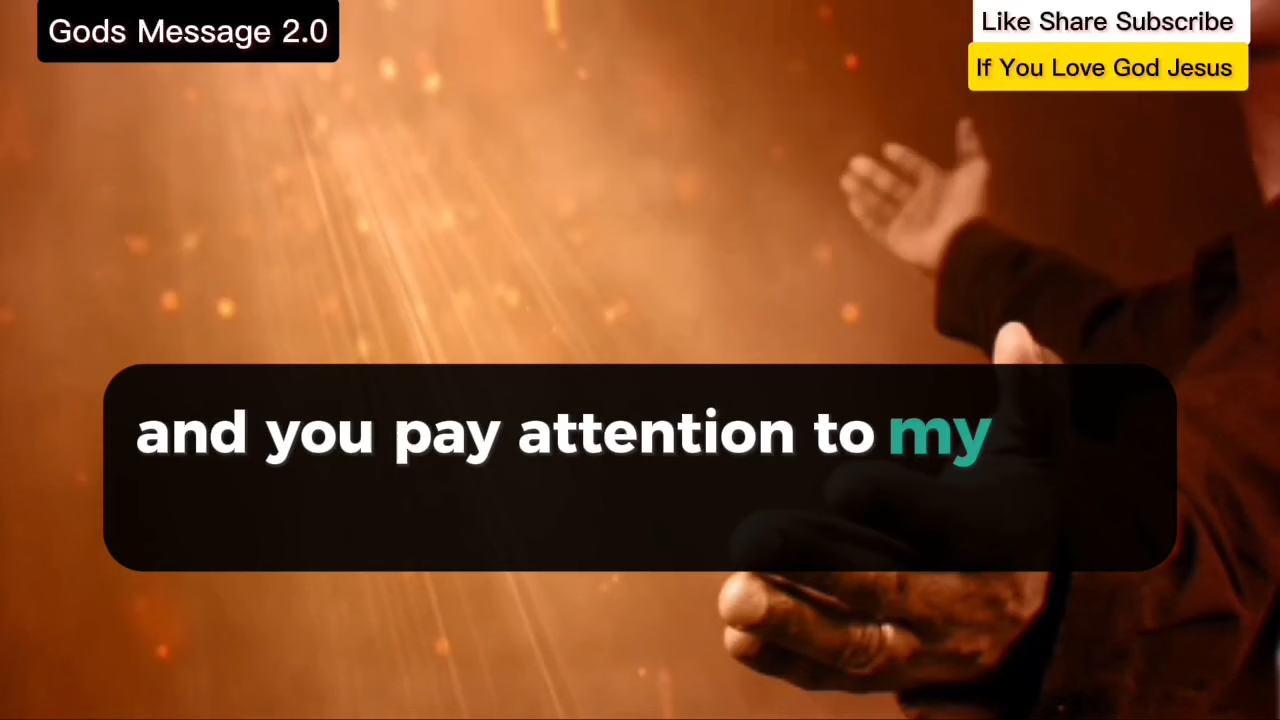 Gods Message 2.0
Like Share Subscribe
If You Love God Jesus
and you pay attention to my